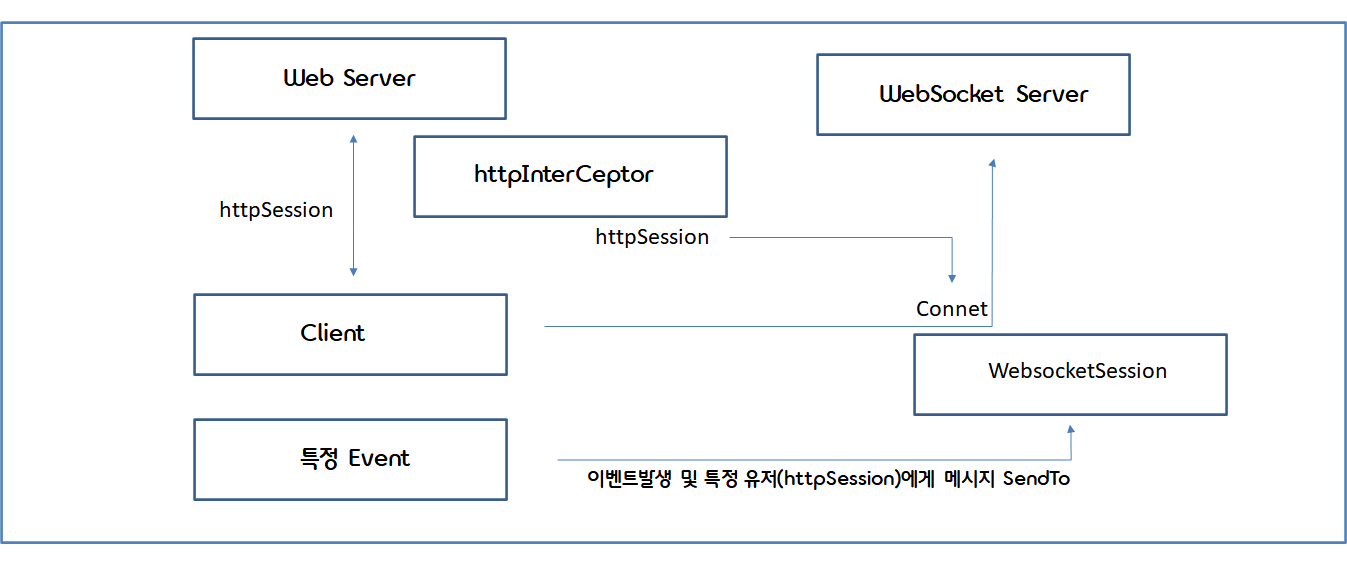 Web Server
WebSocket Server
httpInterCeptor
httpSession
httpSession
Connet
Client
WebsocketSession
특정 Event
이벤트발생 및 특정 유저(httpSession)에게 메시지 SendTo